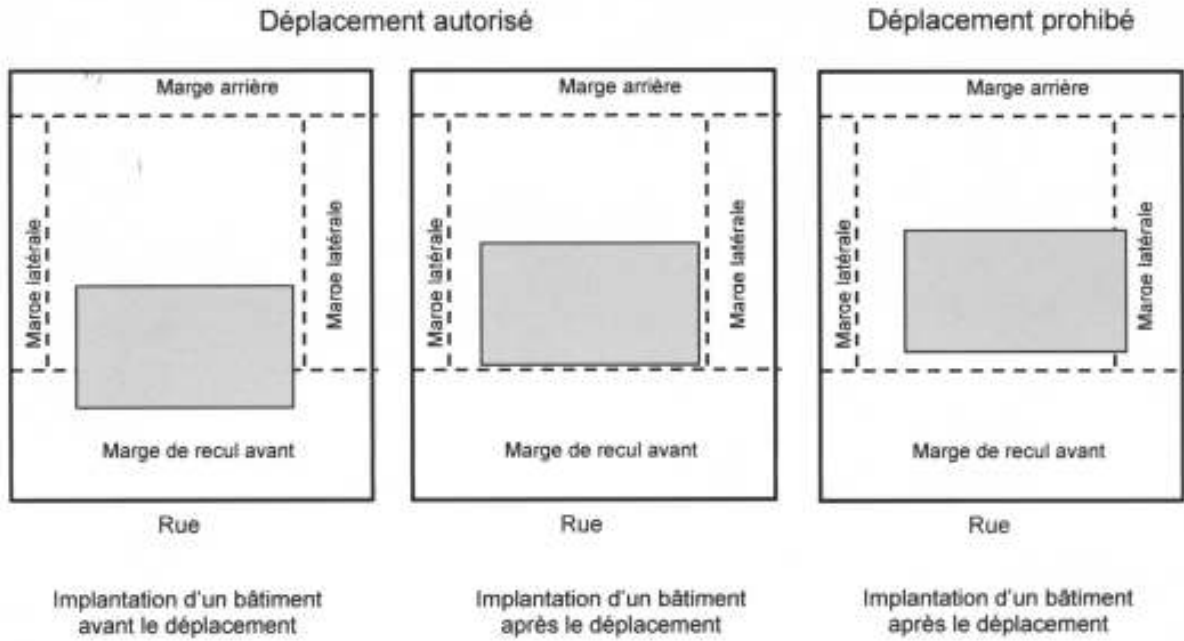 Déplacement autorisé
Déplacement prohibé
Marge arrière
Marge latérale
Marge latérale
Marge de recul avant
Rue
Implantation d'un bâtiment
avant le déplacement
Marge arrière
Marge latérale
Marge latérale
Marge de recul avant
Rue
Implantation d'un bâtiment
après le déplacement
Marge arrière
Marge latérale
Marge latérale
Marge de recul avant
Rue
Implantation d'un bâtiment
après le déplacement